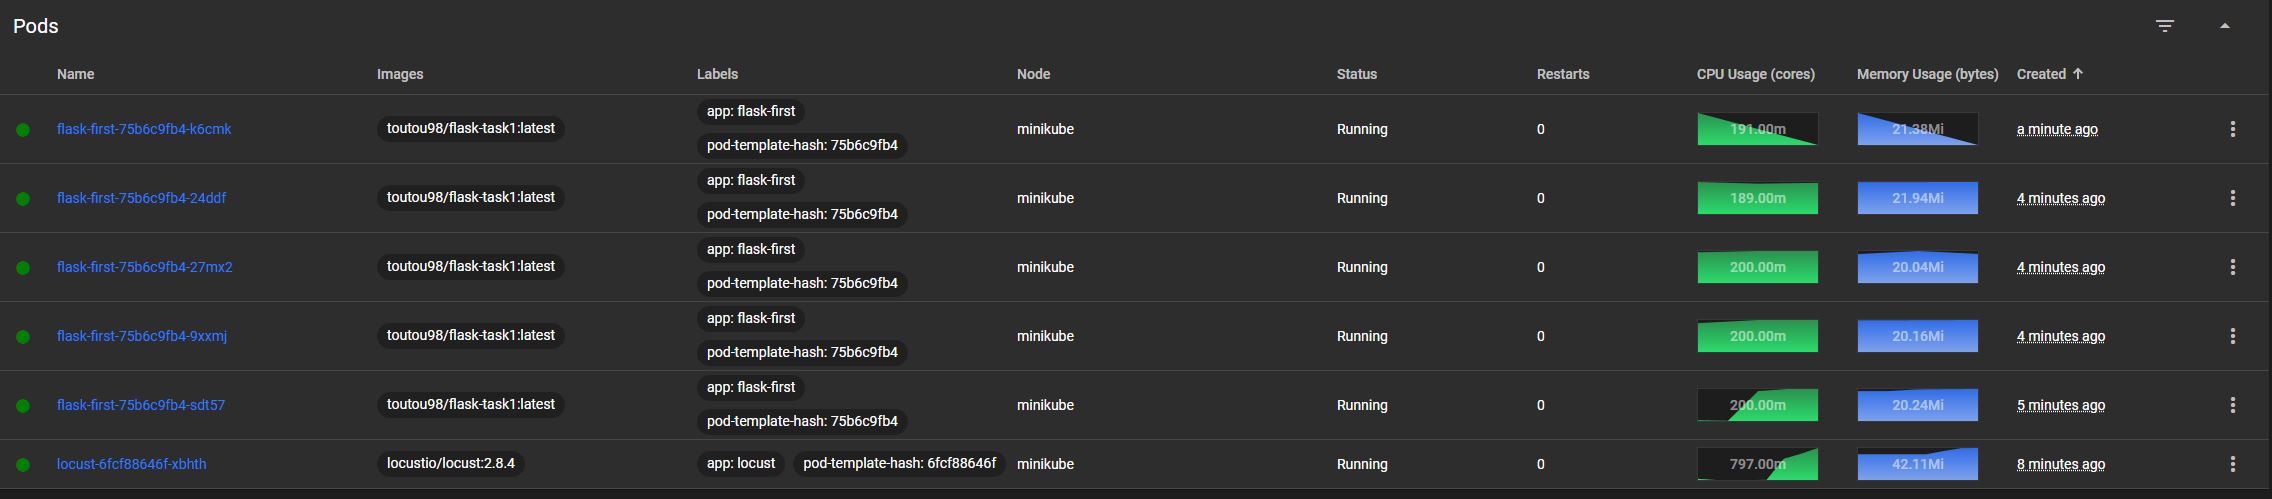 Pods
Name Images Labels Node Status Restarts CPU Usage (cores) Memory Usage (bytes) Created ↑
app: flask-first
flask-first-75b6c9fb4-k6cmk toutou98/flask-task1:latest minikube Running 0 191.00m 21.38Mi a minute ago
pod-template-hash: 75b6c9fb4
app: flask-first
flask-first-75b6c9fb4-24ddf toutou98/flask-task1:latest minikube Running 0 189.00m 21.94Mi 4 minutes ago
pod-template-hash: 75b6c9fb4
app: flask-first
flask-first-75b6c9fb4-27mx2 toutou98/flask-task1:latest minikube Running 0 200.00m 20.04Mi 4 minutes ago
pod-template-hash: 75b6c9fb4
app: flask-first
flask-first-75b6c9fb4-9xxmj toutou98/flask-task1:latest minikube Running 0 200.00m 20.16Mi 4 minutes ago
pod-template-hash: 75b6c9fb4
app: flask-first
flask-first-75b6c9fb4-sdt57 toutou98/flask-task1:latest minikube Running 0 200.00m 20.24Mi 5 minutes ago
pod-template-hash: 75b6c9fb4
locust-6fcf88646f-xbhth locustio/locust:2.8.4 app: locust pod-template-hash: 6fcf88646f minikube Running 0 797.00m 42.11Mi 8 minutes ago